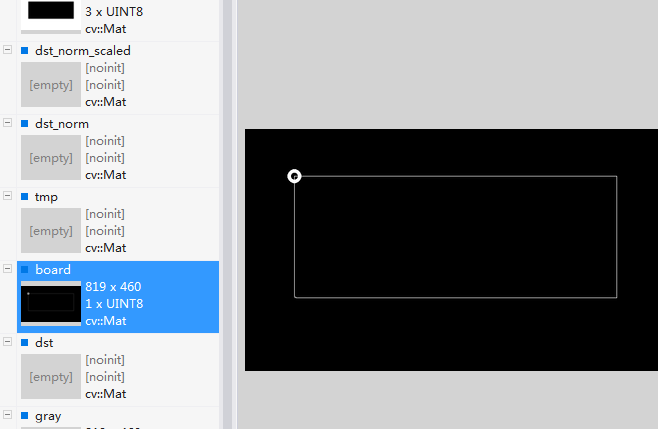 3 x UINT8
cv::Mat
dst_norm_scaled
[noinit]
[empty]
[noinit]
cv::Mat
dst_norm
[noinit]
[empty]
[noinit]
cv::Mat
tmp
[noinit]
[empty]
[noinit]
cv::Mat
board
819 x 460
1 x UINT8
cv::Mat
dst
[noinit]
[empty]
[noinit]
cv::Mat
gray